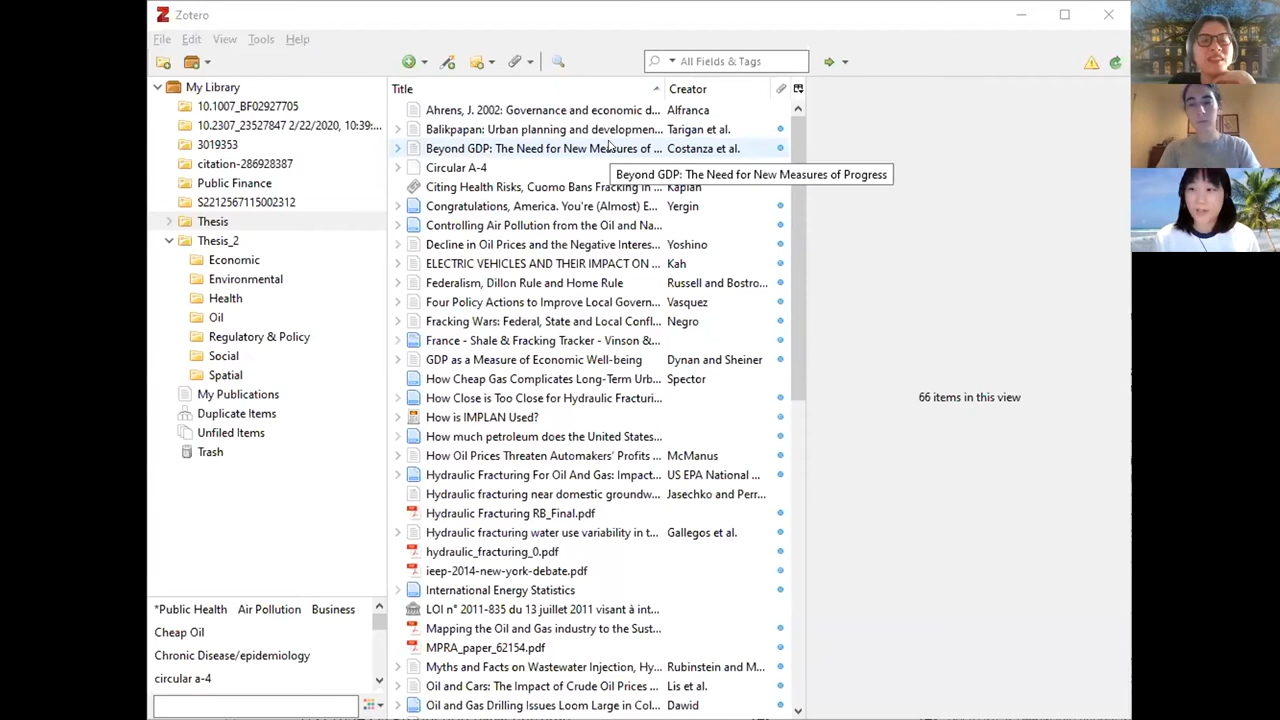 Zotero
File Edit View Tools Help
All Fields & Tags
My Library
10.1007_BF02927705
10.2307_23527847 2/22/2020, 10:39:...
3019353
citation-286928387
Public Finance
S2212567115002312
Thesis
Thesis_2
Economic
Environmental
Health
Oil
Regulatory & Policy
Social
Spatial
My Publications
Duplicate Items
Unfiled Items
Trash
*Public Health Air Pollution Business
Cheap Oil
Chronic Disease/epidemiology
circular a-4
Title Creator
Ahrens, J. 2002: Governance and economic d... Alfranca
Balikpapan: Urban planning and developmen... Tarigan et al.
Beyond GDP: The Need for New Measures of ... Costanza et al.
Circular A-4
Beyond GDP: The Need for New Measures of Progress
Citing Health Risks, Cuomo Bans Fracking in Kaplan
Congratulations, America. You're (Almost) E... Yergin
Controlling Air Pollution from the Oil and Na...
Decline in Oil Prices and the Negative Interes... Yoshino
ELECTRIC VEHICLES AND THEIR IMPACT ON ... Kah
Federalism, Dillon Rule and Home Rule Russell and Bostro...
Four Policy Actions to Improve Local Govern... Vasquez
Fracking Wars: Federal, State and Local Confl... Negro
France - Shale & Fracking Tracker - Vinson &...
GDP as a Measure of Economic Well-being Dynan and Sheiner
How Cheap Gas Complicates Long-Term Urb... Spector
How Close is Too Close for Hydraulic Fracturi...
How is IMPLAN Used?
How much petroleum does the United States...
How Oil Prices Threaten Automakers' Profits ... McManus
Hydraulic Fracturing For Oil And Gas: Impact... US EPA National ...
Hydraulic fracturing near domestic groundw... Jasechko and Perr...
Hydraulic Fracturing RB_Final.pdf
Hydraulic fracturing water use variability in t... Gallegos et al.
hydraulic_fracturing_0.pdf
ieep-2014-new-york-debate.pdf
International Energy Statistics
LOI n° 2011-835 du 13 juillet 2011 visant à int...
Mapping the Oil and Gas industry to the Sust...
MPRA_paper_62154.pdf
Myths and Facts on Wastewater Injection, Hy... Rubinstein and M...
Oil and Cars: The Impact of Crude Oil Prices ... Lis et al.
Oil and Gas Drilling Issues Loom Large in Col... Dawid
66 items in this view